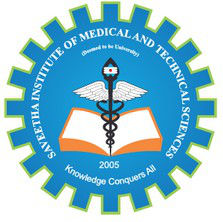 SAVEETHA INSTITUTE OF MEDICAL AND TECHNICAL SCIENCES
(Deemed to be University)
2005
Knowledge Conquers All